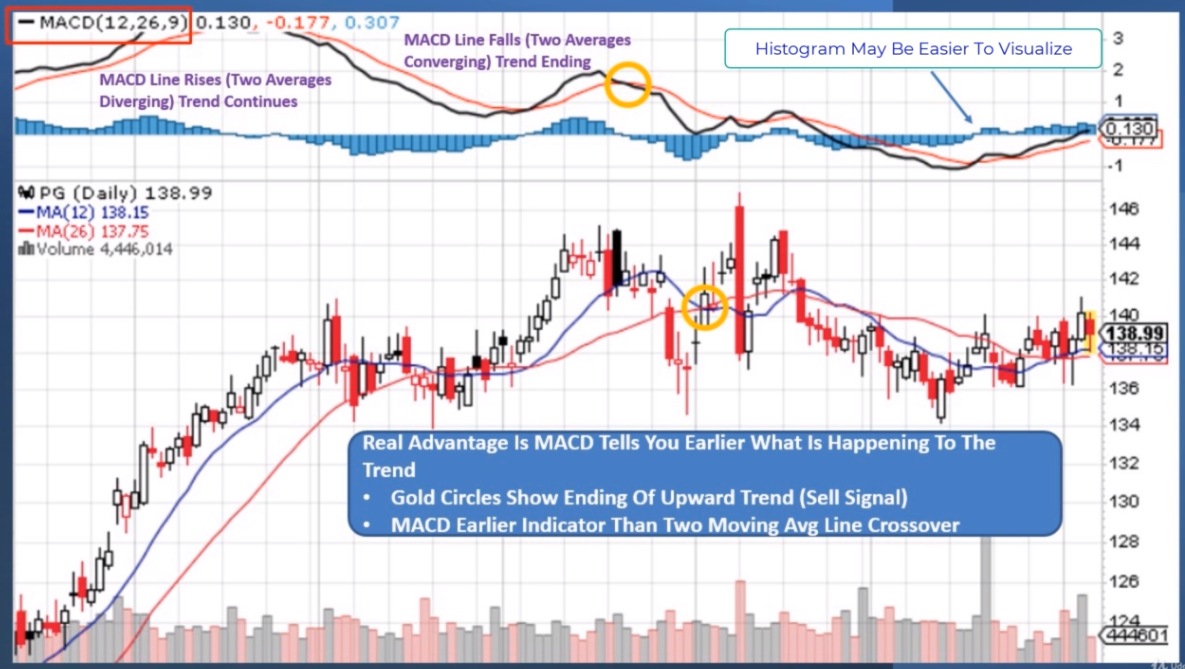 MACD(12,26,9) 0.130, -0.177, 0.307
MACD Line Falls (Two Averages
Converging) Trend Ending
Histogram May Be Easier To Visualize
MACD Line Rises (Two Averages
Diverging) Trend Continues
3
2
1
0.130
-0.177
-1
PG (Daily) 138.99
MA(12) 138.15
MA(26) 137.75
Volume 4,446,014
146
144
142
140
138.99
138.15
136
134
132
130
128
126
124
Real Advantage Is MACD Tells You Earlier What Is Happening To The
Trend
• Gold Circles Show Ending Of Upward Trend (Sell Signal)
• MACD Earlier Indicator Than Two Moving Avg Line Crossover